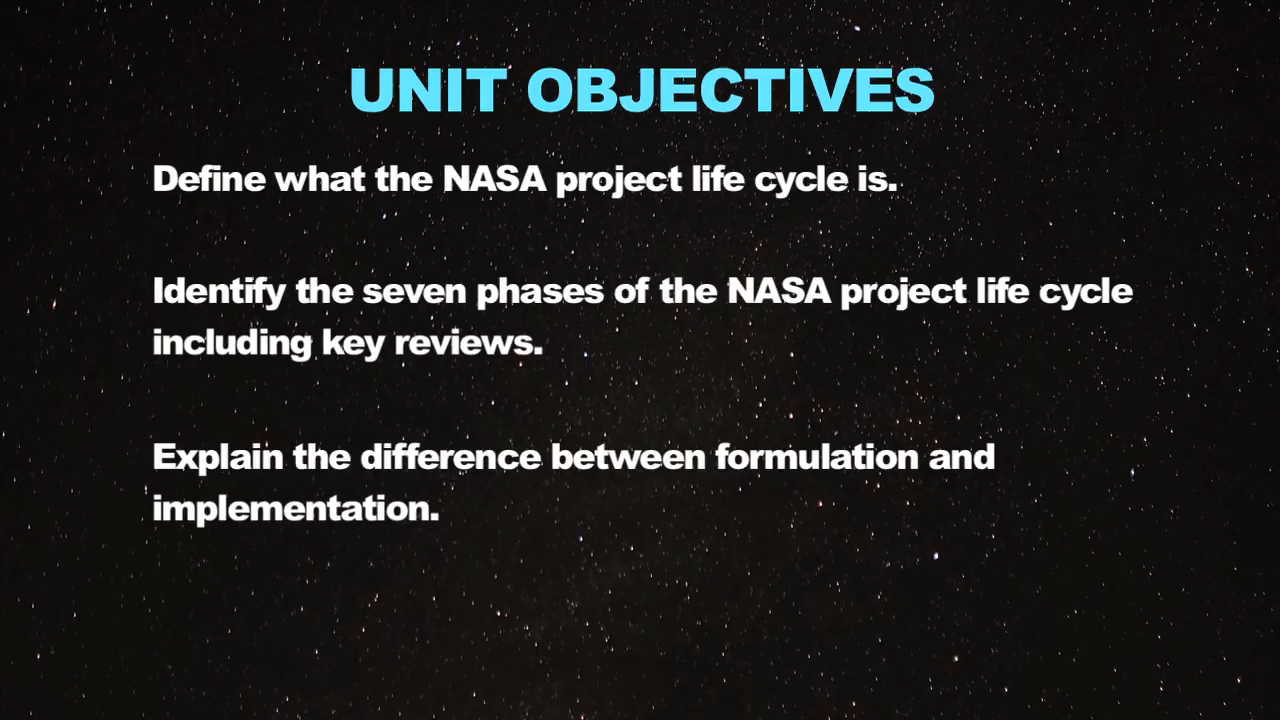 UNIT OBJECTIVES
Define what the NASA project life cycle is.
Identify the seven phases of the NASA project life cycle
including key reviews.
Explain the difference between formulation and
implementation.